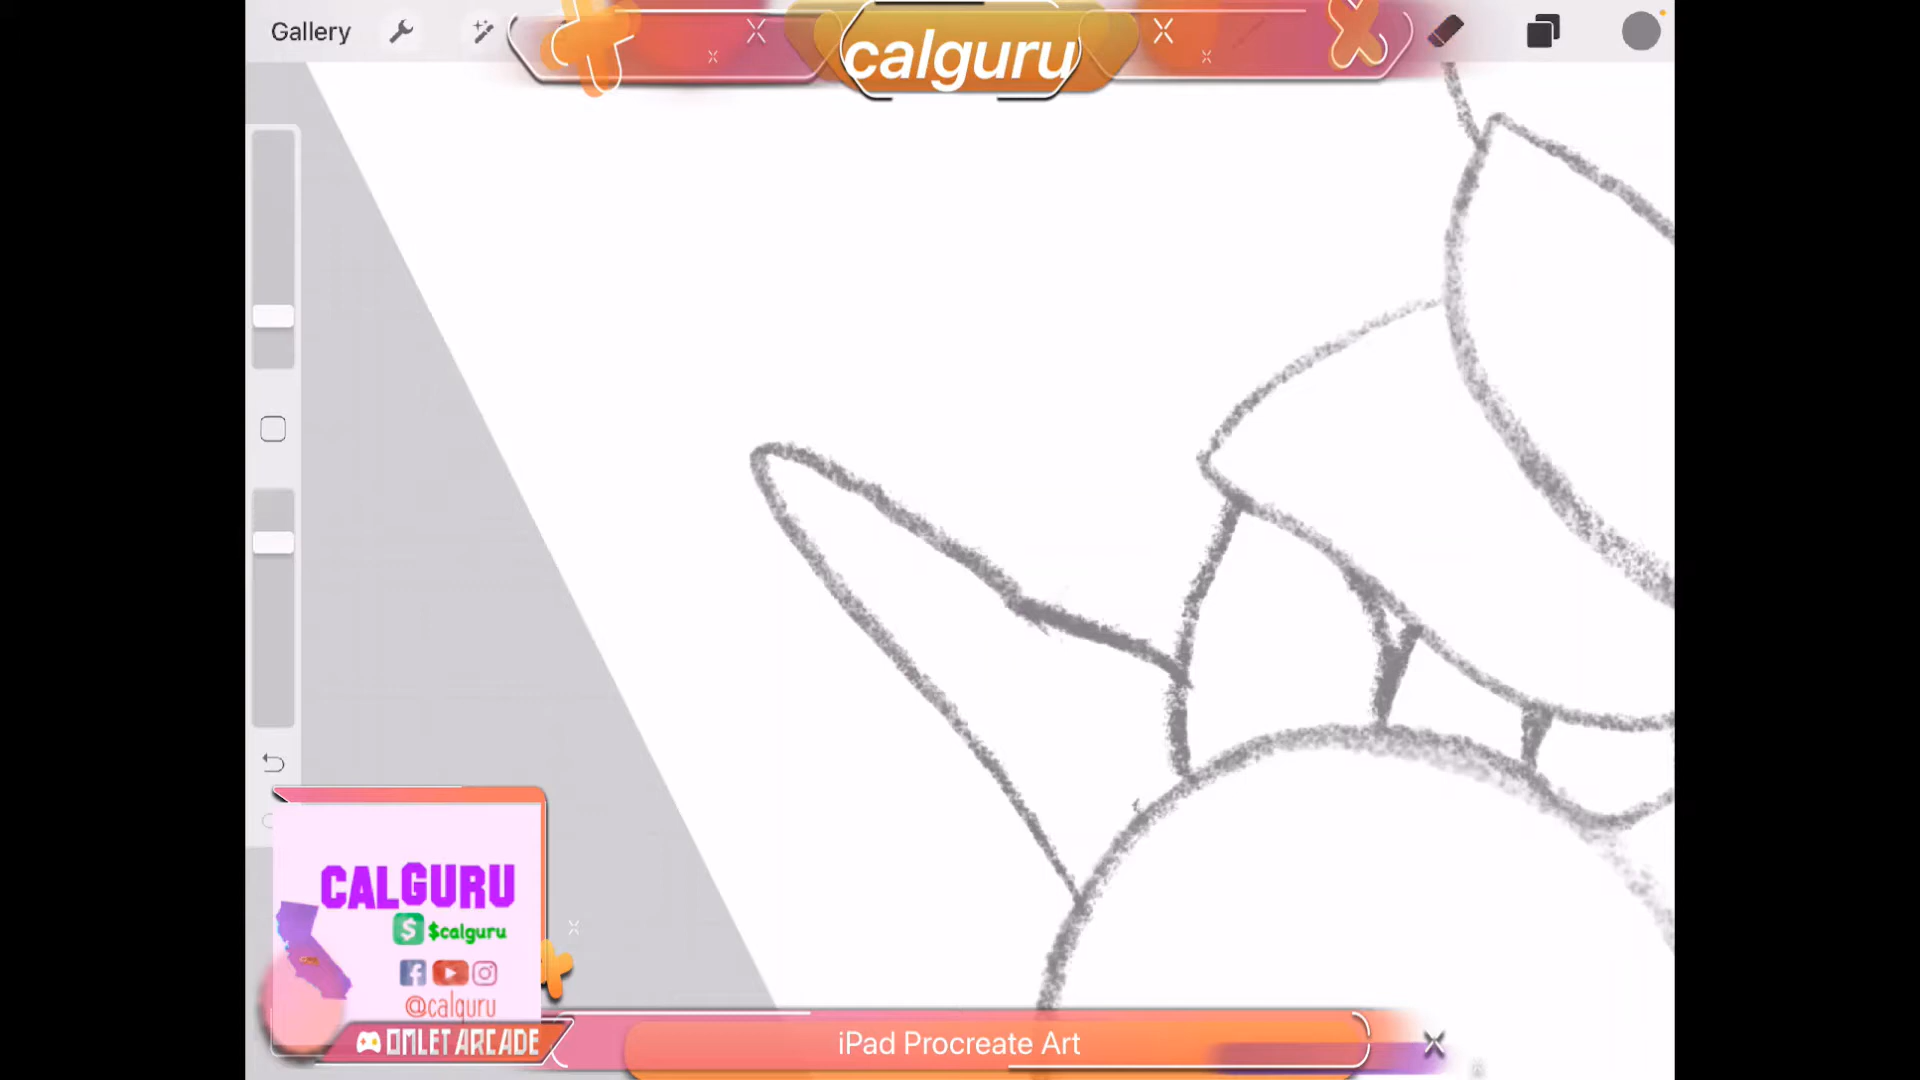 Gallery
calguru
CALGURU
$ $calguru
@calguru
OMLET ARCADE
iPad Procreate Art